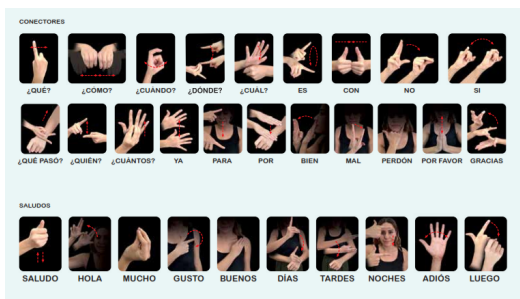 CONECTORES
¿QUÉ? ¿CÓMO? ¿CUÁNDO? ¿DÓNDE? ¿CUÁL? ES CON NO SI
¿QUÉ PASÓ? ¿QUIÉN? ¿CUÁNTOS? YA PARA POR BIEN MAL PERDÓN POR FAVOR GRACIAS
SALUDOS
SALUDO HOLA MUCHO GUSTO BUENOS DÍAS TARDES NOCHES ADIÓS LUEGO